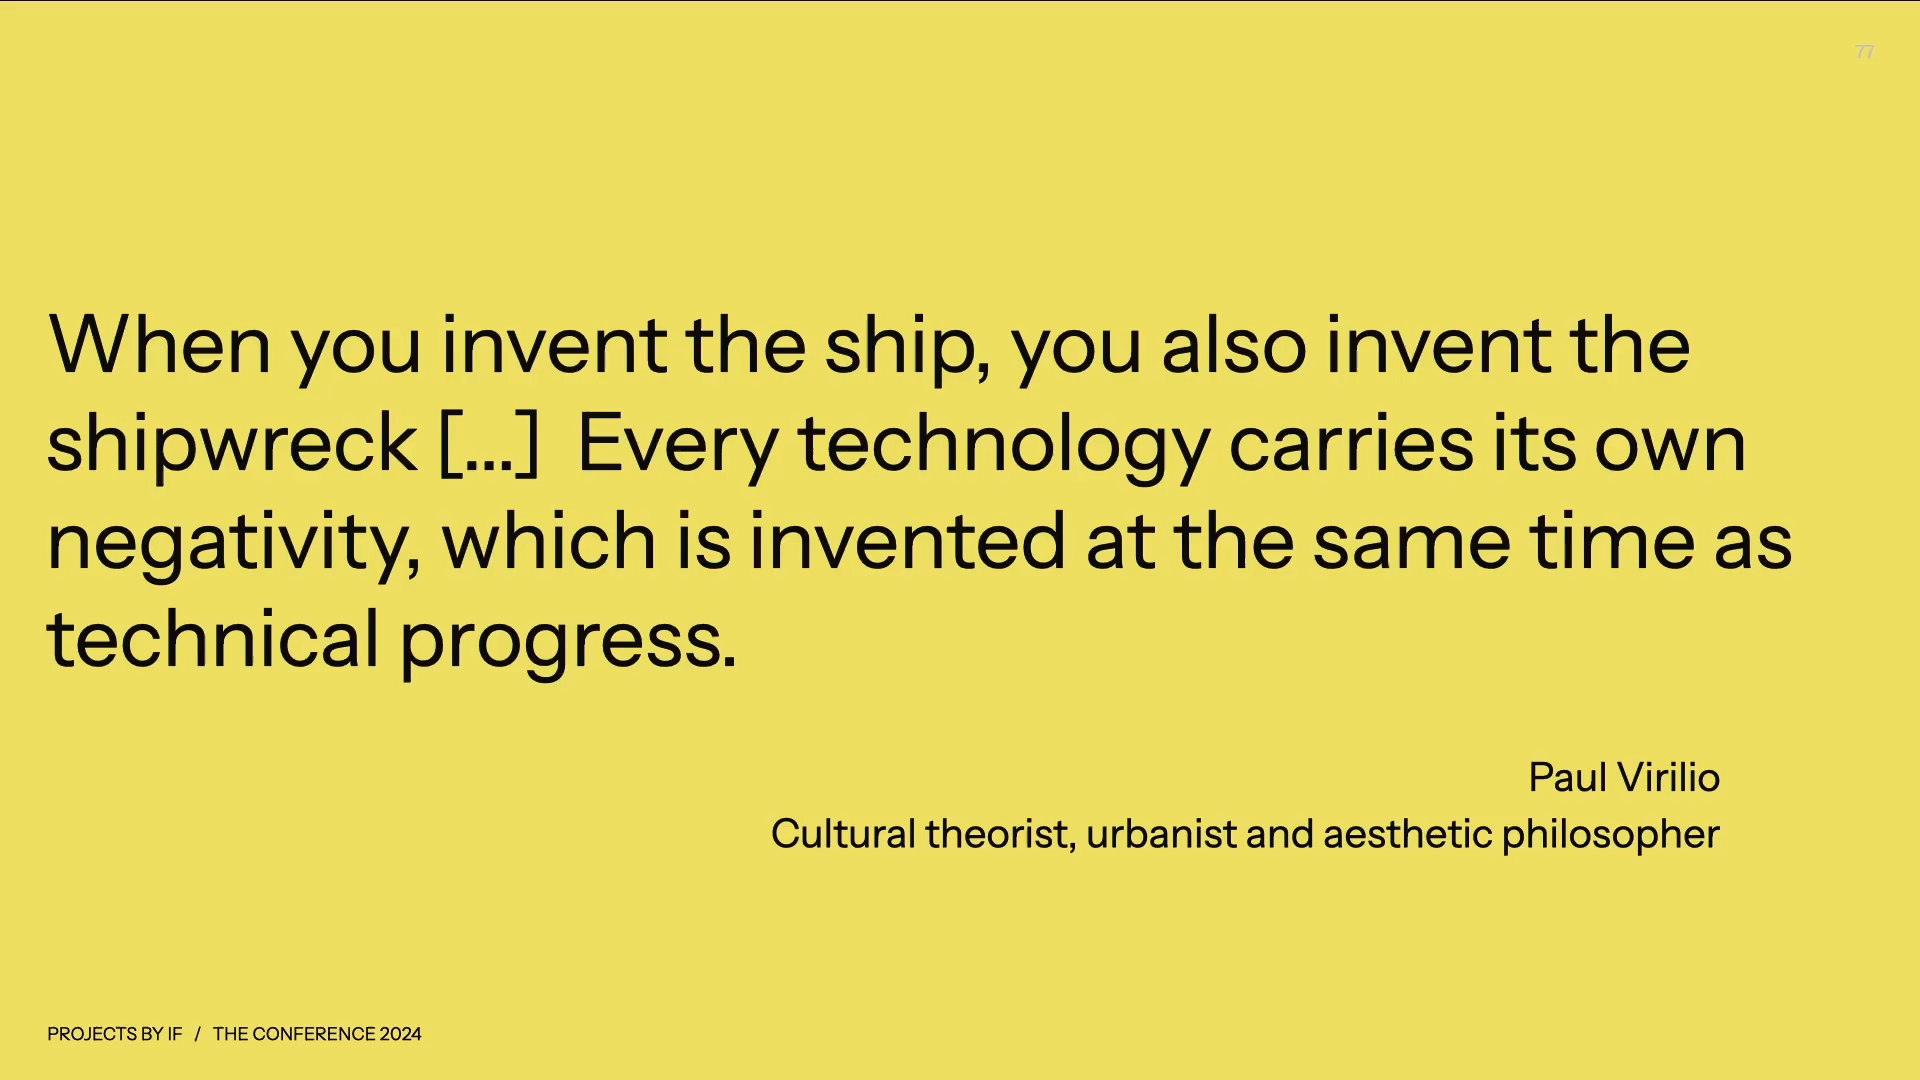 77
When you invent the ship, you also invent the
shipwreck [...]  Every technology carries its own
negativity, which is invented at the same time as
technical progress.
Paul Virilio
Cultural theorist, urbanist and aesthetic philosopher
PROJECTS BY IF / THE CONFERENCE 2024